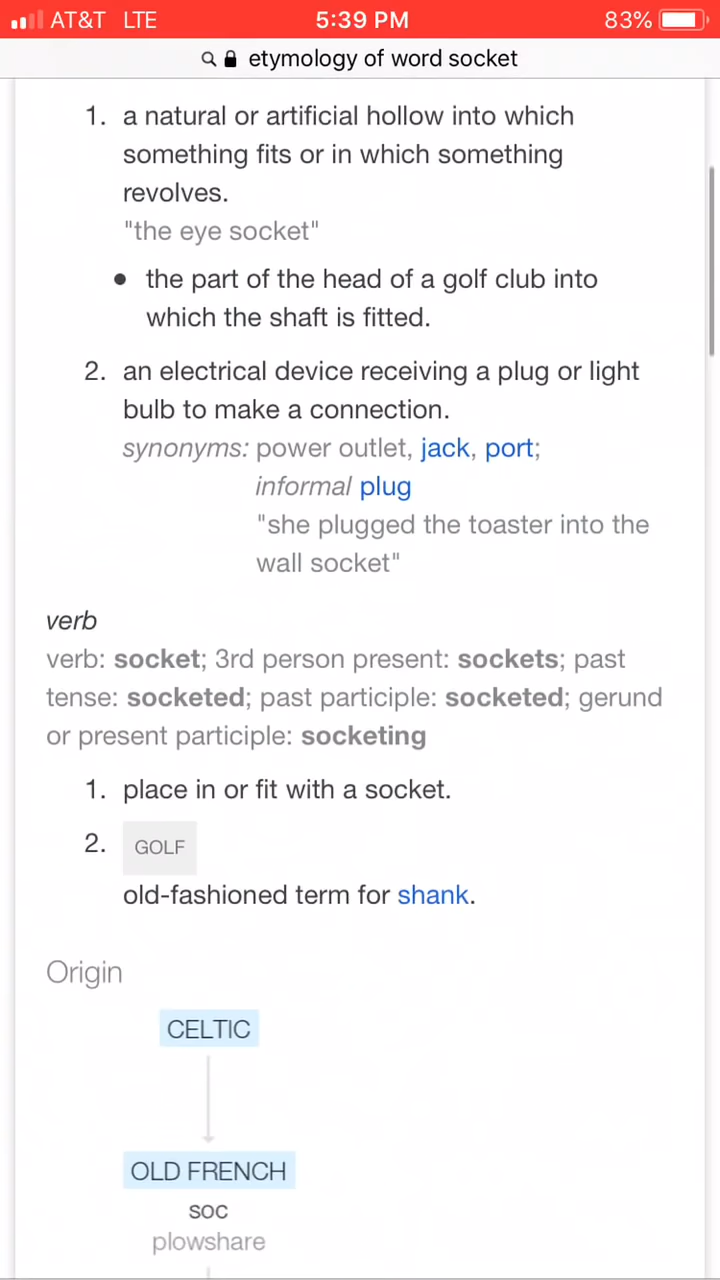 AT&T LTE 5:39 PM 83%
etymology of word socket
1. a natural or artificial hollow into which
something fits or in which something
revolves.
"the eye socket"
• the part of the head of a golf club into
which the shaft is fitted.
2. an electrical device receiving a plug or light
bulb to make a connection.
synonyms: power outlet, jack, port;
informal plug
"she plugged the toaster into the
wall socket"
verb
verb: socket; 3rd person present: sockets; past
tense: socketed; past participle: socketed; gerund
or present participle: socketing
1. place in or fit with a socket.
2. GOLF
old-fashioned term for shank.
Origin
CELTIC
OLD FRENCH
soc
plowshare